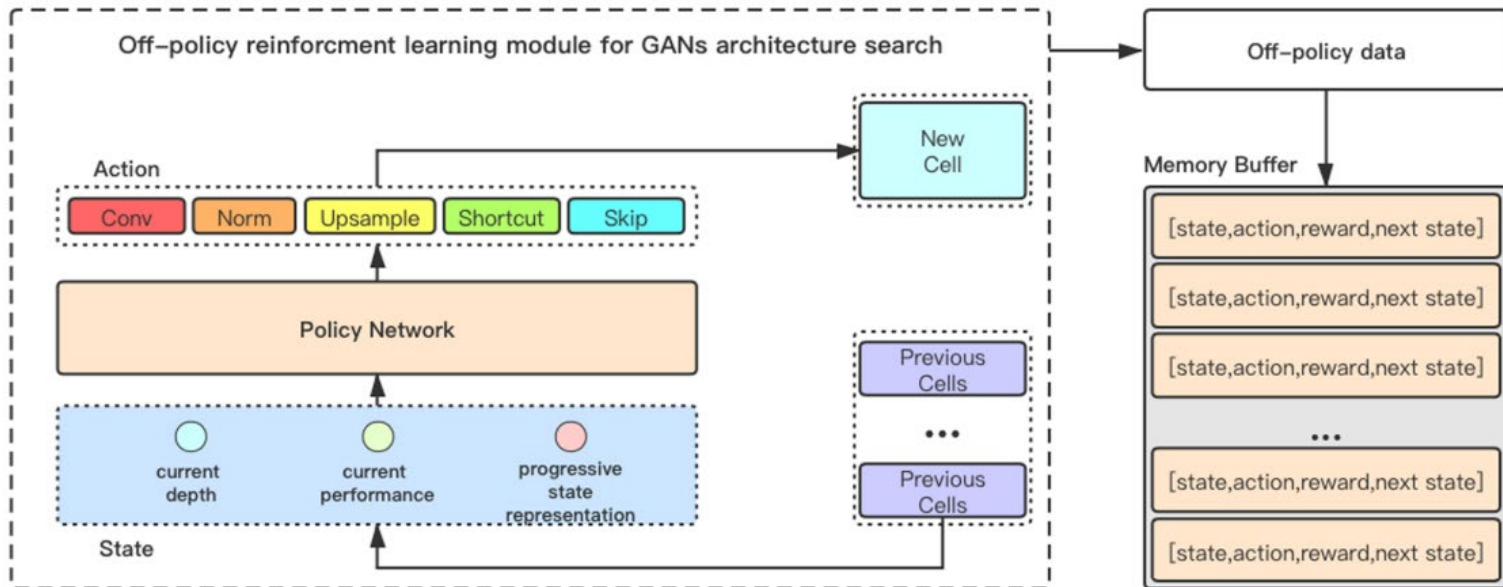 Off-policy reinforcment learning module for GANs architecture search
Action
Conv
Norm
Upsample
Shortcut
Skip
New
Cell
Policy Network
Previous
Cells
...
Previous
Cells
current
depth
current
performance
progressive
state
representation
State
Off-policy data
Memory Buffer
[state,action,reward,next state]
[state,action,reward,next state]
[state,action,reward,next state]
...
[state,action,reward,next state]
[state,action,reward,next state]